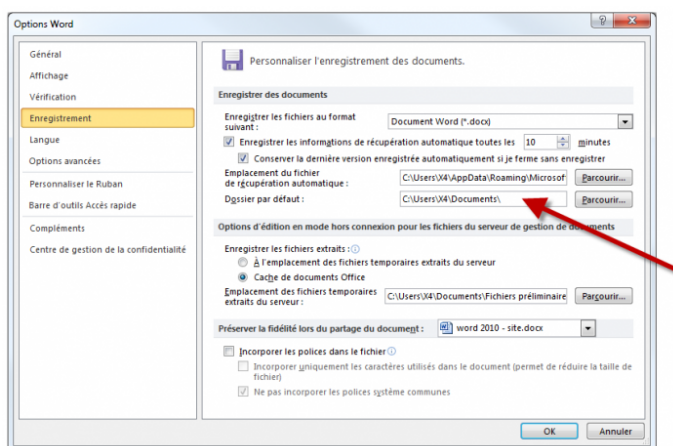 Options Word
Général
Affichage
Vérification
Enregistrement
Langue
Options avancées
Personnaliser le Ruban
Barre d'outils Accès rapide
Compléments
Centre de gestion de la confidentialité
Personnaliser l'enregistrement des documents.
Enregistrer des documents
Enregistrer les fichiers au format
suivant :
Document Word (*.docx)
Enregistrer les informations de récupération automatique toutes les 10 minutes
Conserver la dernière version enregistrée automatiquement si je ferme sans enregistrer
Emplacement du fichier
de récupération automatique :
C:\Users\X4\AppData\Roaming\Microsof
Parcourir...
Dossier par défaut :
C:\Users\X4\Documents\
Parcourir...
Options d'édition en mode hors connexion pour les fichiers du serveur de gestion de documents
Enregistrer les fichiers extraits :
À l'emplacement des fichiers temporaires extraits du serveur
Cache de documents Office
Emplacement des fichiers temporaires
extraits du serveur :
C:\Users\X4\Documents\Fichiers préliminaire
Parcourir...
Préserver la fidélité lors du partage du document :
word 2010 - site.docx
Incorporer les polices dans le fichier
Incorporer uniquement les caractères utilisés dans le document (permet de réduire la taille de
fichier)
Ne pas incorporer les polices système communes
OK
Annuler